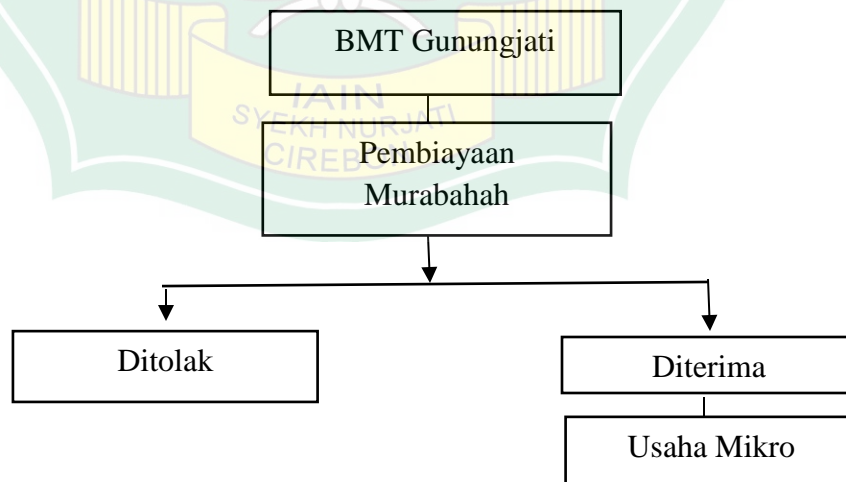 BMT Gunungjati
IAIN
SYEKH NURJATI
CIREBON
Pembiayaan
Murabahah
Ditolak
Diterima
Usaha Mikro